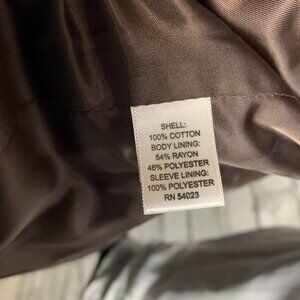 SHELL:
100% COTTON
BODY LINING:
54% RAYON
46% POLYESTER
SLEEVE LINING:
100% POLYESTER
RN 54023